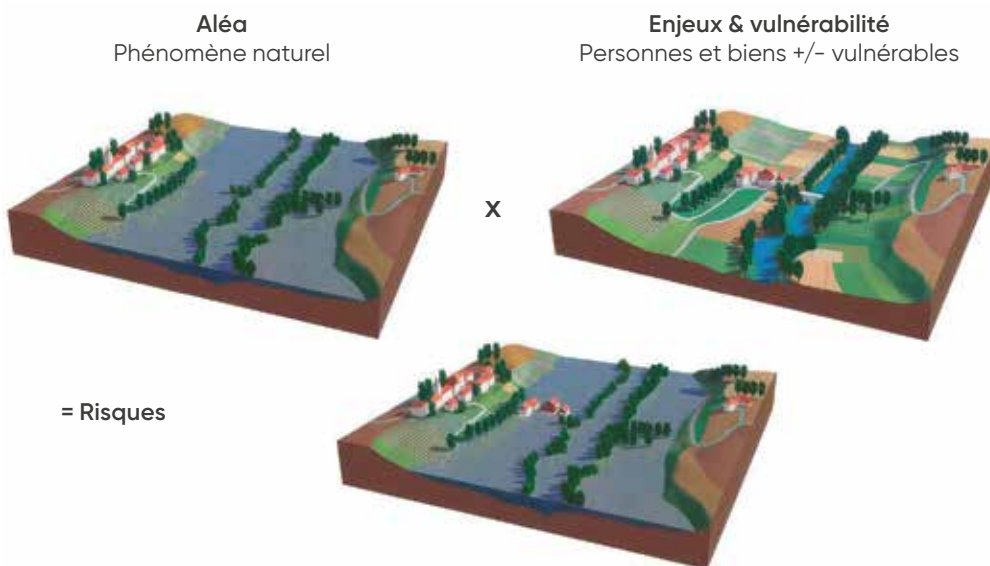 Aléa
Phénomène naturel
Enjeux & vulnérabilité
Personnes et biens +/- vulnérables
x
= Risques